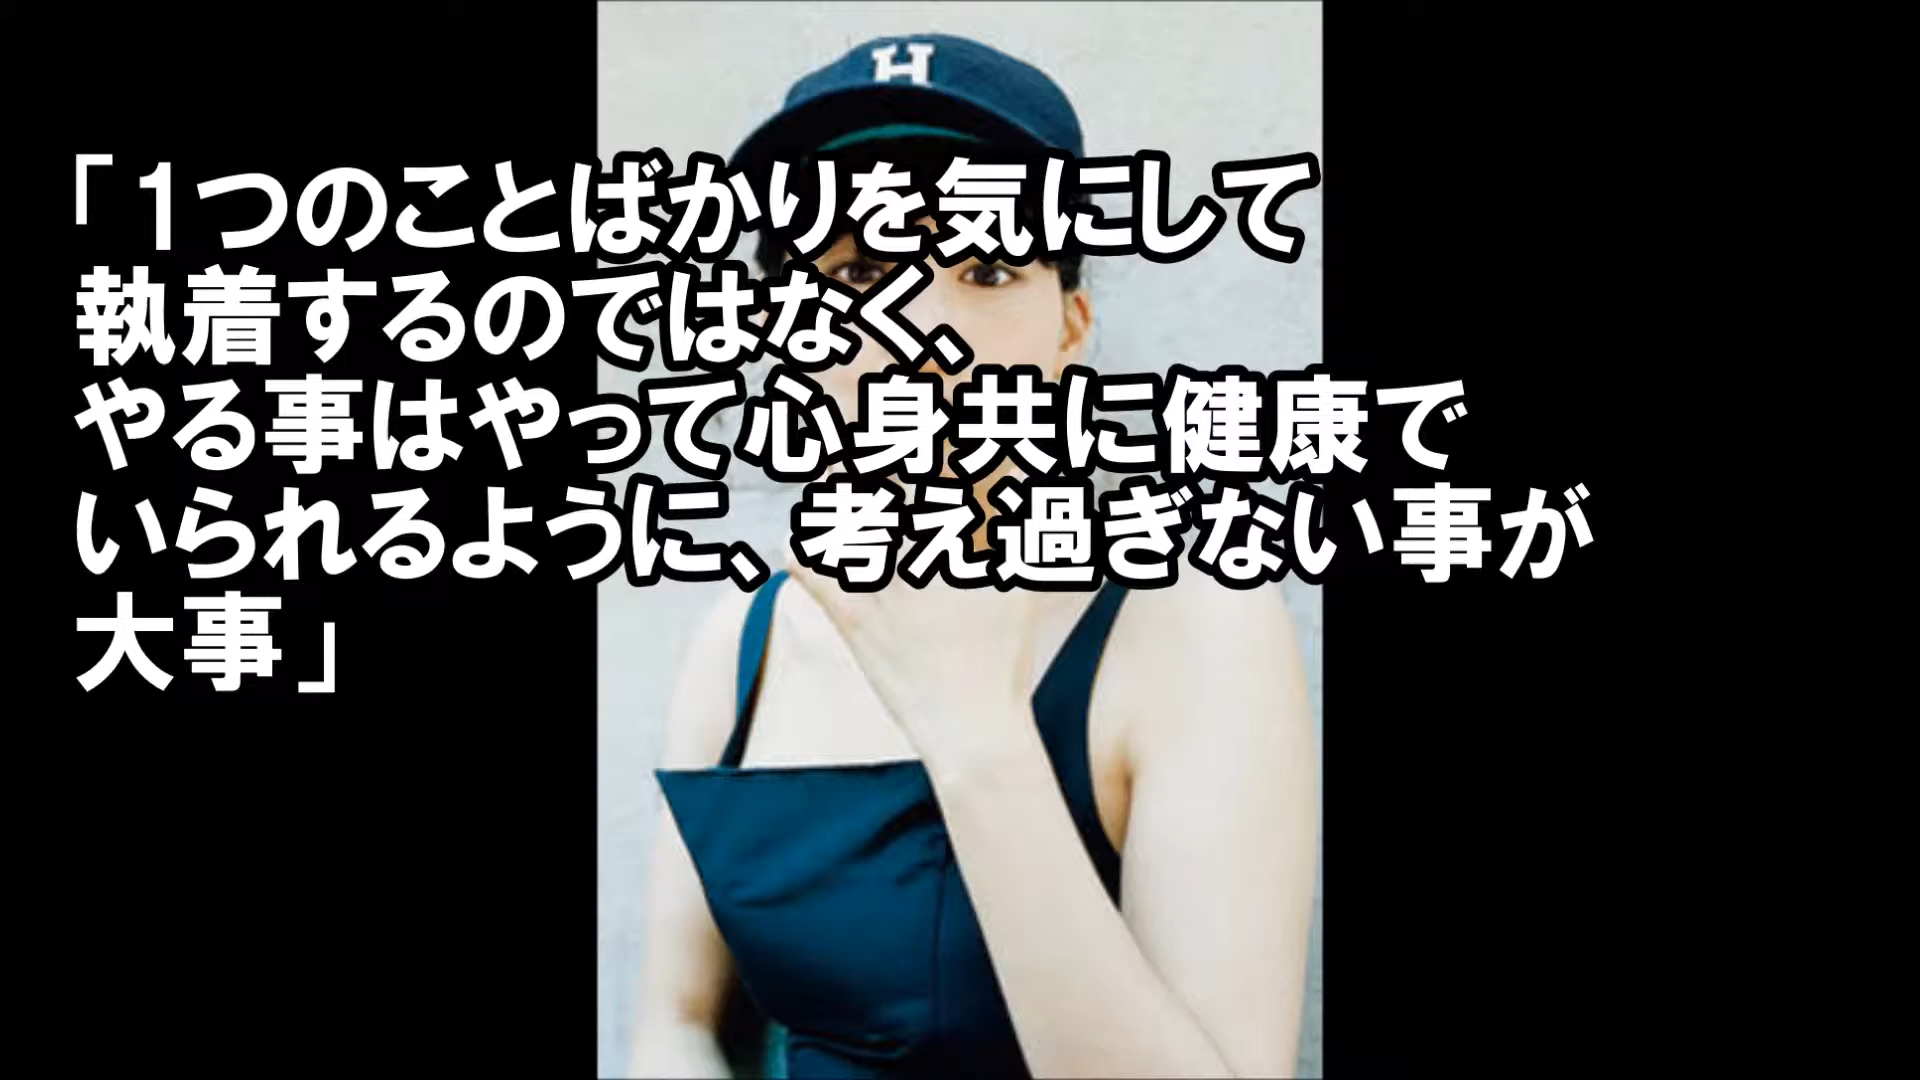 H
「1つのことばかりを気にして
執着するのではなく、
やる事はやって心身共に健康で
いられるように、考え過ぎない事が
大事」